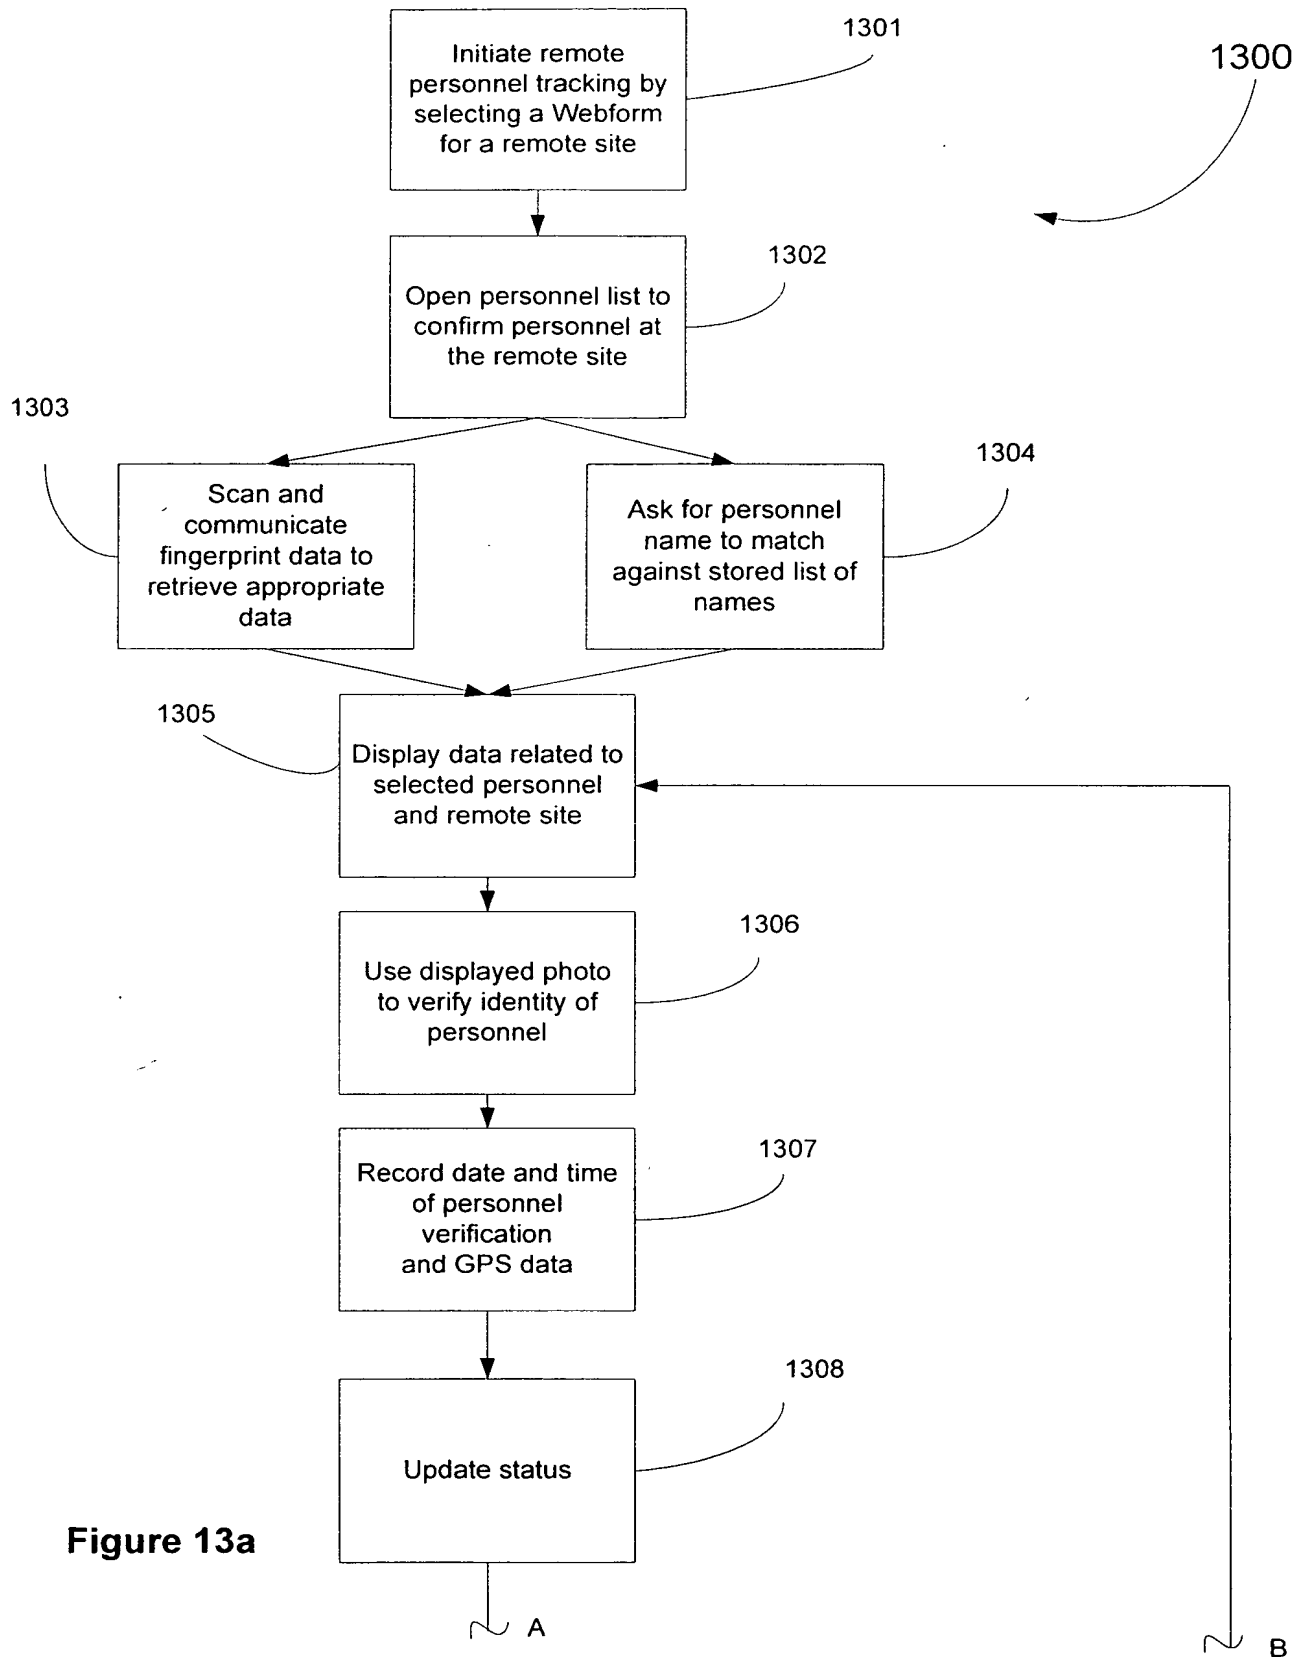 1301
1300
Initiate remote
personnel tracking by
selecting a Webform
for a remote site
1302
Open personnel list to
confirm personnel at
the remote site
1303
1304
Scan and
communicate
fingerprint data to
retrieve appropriate
data
Ask for personnel
name to match
against stored list of
names
1305
Display data related to
selected personnel
and remote site
1306
Use displayed photo
to verify identity of
personnel
1307
Record date and time
of personnel
verification
and GPS data
1308
Update status
Figure 13a
A
B